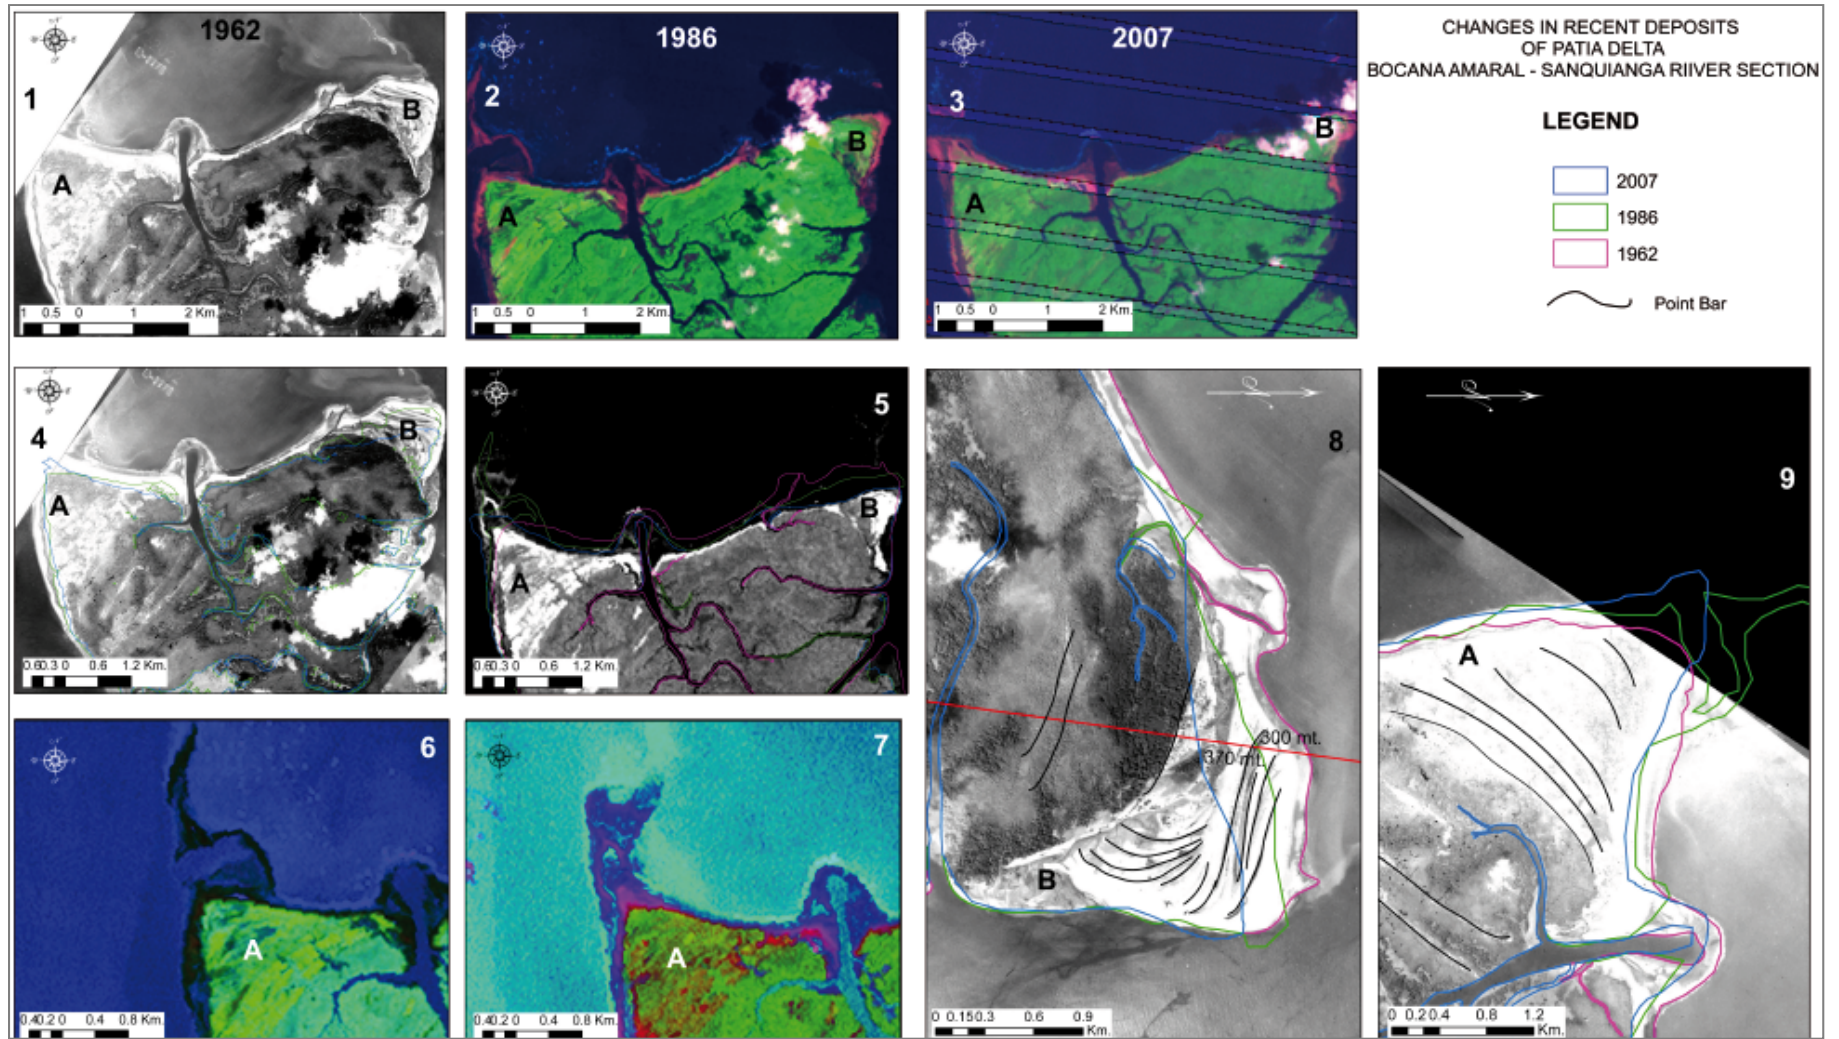 1962
1
A
B
1 0.5 0 1 2 Km.
1986
2
A
B
1 0.5 0 1 2 Km.
2007
3
A
B
1 0.5 0 1 2 Km.
CHANGES IN RECENT DEPOSITS
OF PATIA DELTA
BOCANA AMARAL - SANQUIANGA RIIVER SECTION
LEGEND
2007
1986
1962
Point Bar
4
A
B
0.6 0.3 0 0.6 1.2 Km.
5
A
B
0.6 0.3 0 0.6 1.2 Km.
6
A
0.4 0.2 0 0.4 0.8 Km.
7
A
0.4 0.2 0 0.4 0.8 Km.
8
300 mt.
370 mt.
B
0 0.15 0.3 0.6 0.9
Km.
9
A
0 0.2 0.4 0.8 1.2
Km.